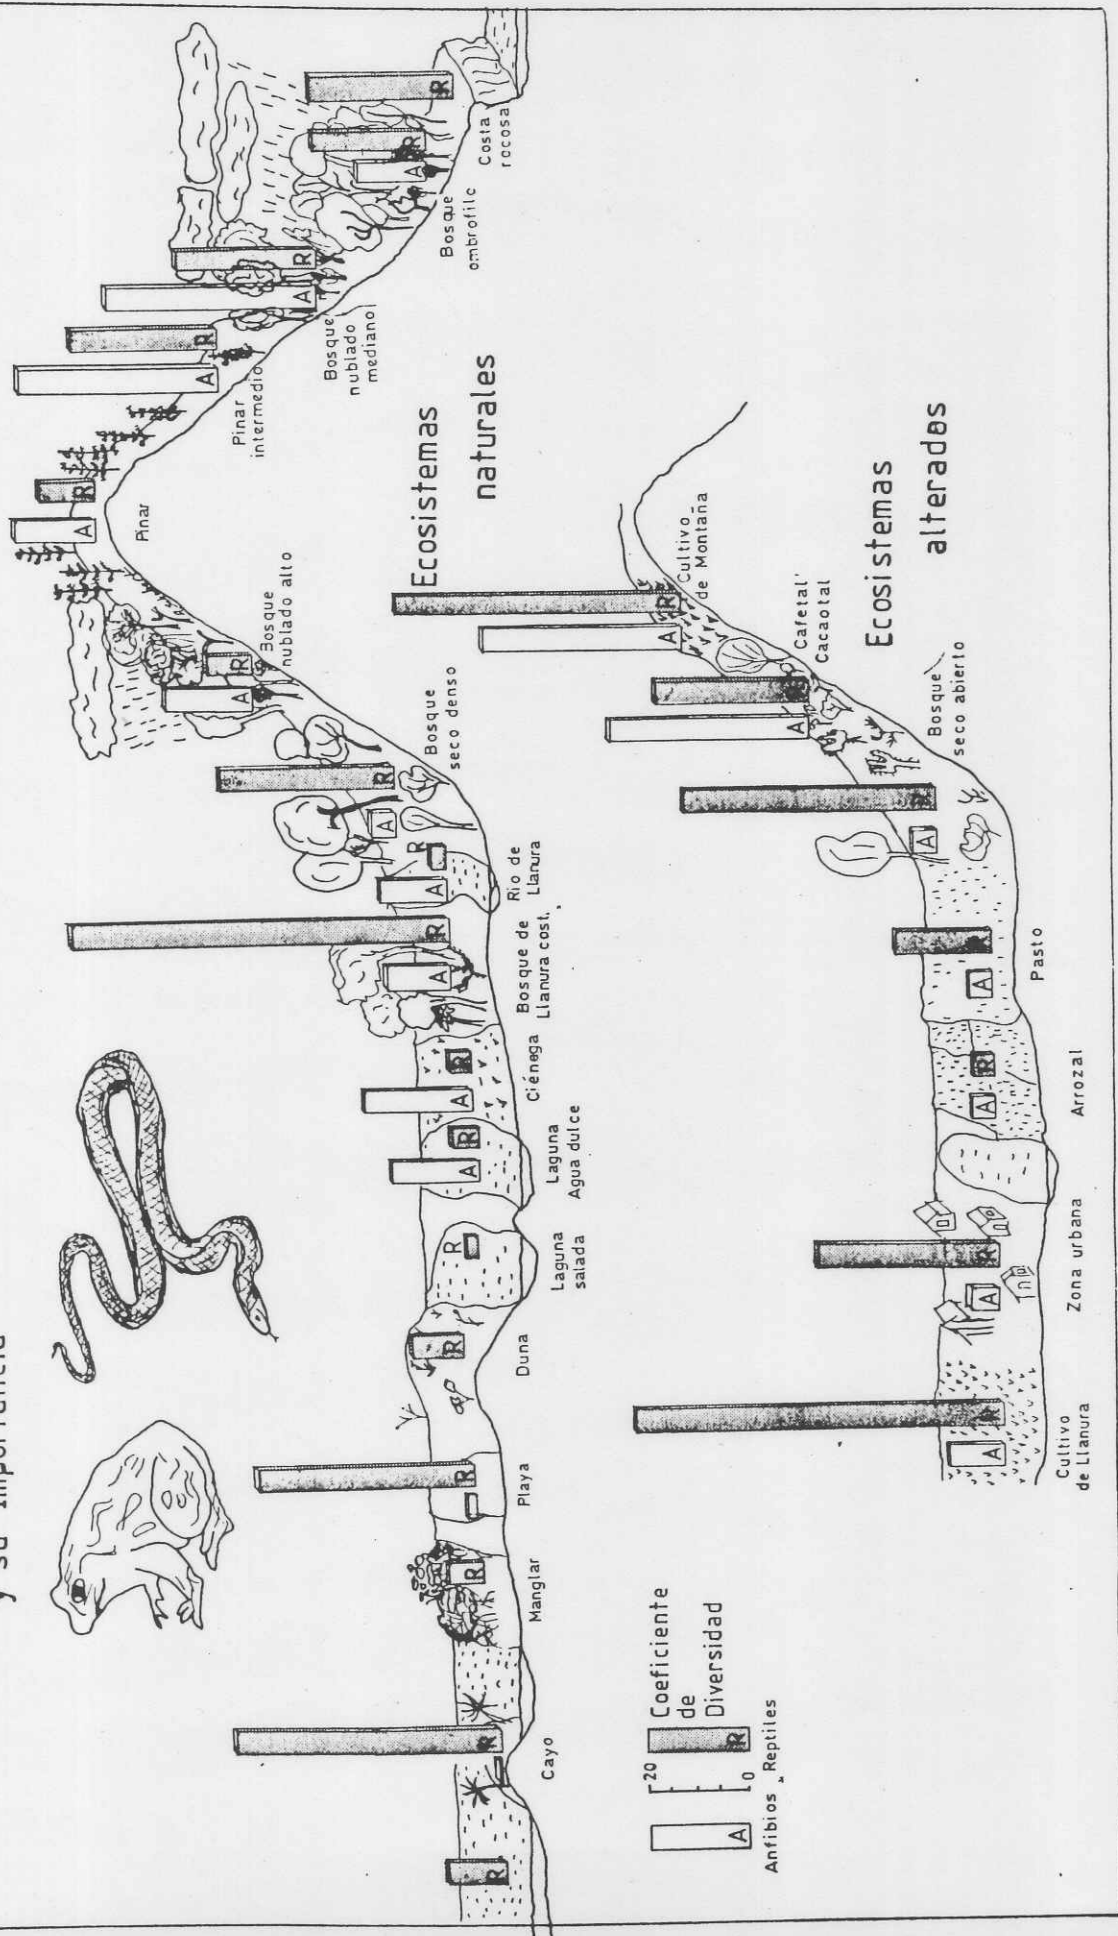 y su importancia
Ecosistemas
naturales
R
Cayo
R
R
Manglar
R
Playa
R
Duna
R
Laguna
salada
A
R
Laguna
Agua dulce
A
R
Ciénega
A
R
Bosque de
Llanura cost.
A
R
Rio de
Llanura
A
R
Bosque
seco denso
A
R
Bosque
nublado alto
A
R
Pinar
A
R
Pinar
intermedio
A
R
Bosque
nublado
mediano
A
R
Bosque
ombrofilo
R
Costa
rocosa
Ecosistemas
alterados
A
R
Cultivo
de Llanura
A
R
Zona urbana
A
R
Arrozal
A
R
Pasto
A
R
Bosque
seco abierto
A
R
Cafetal
Cacaotal
A
R
Cultivo
de Montaña
A
20
0
R
Coeficiente
de
Diversidad
Anfibios Reptiles